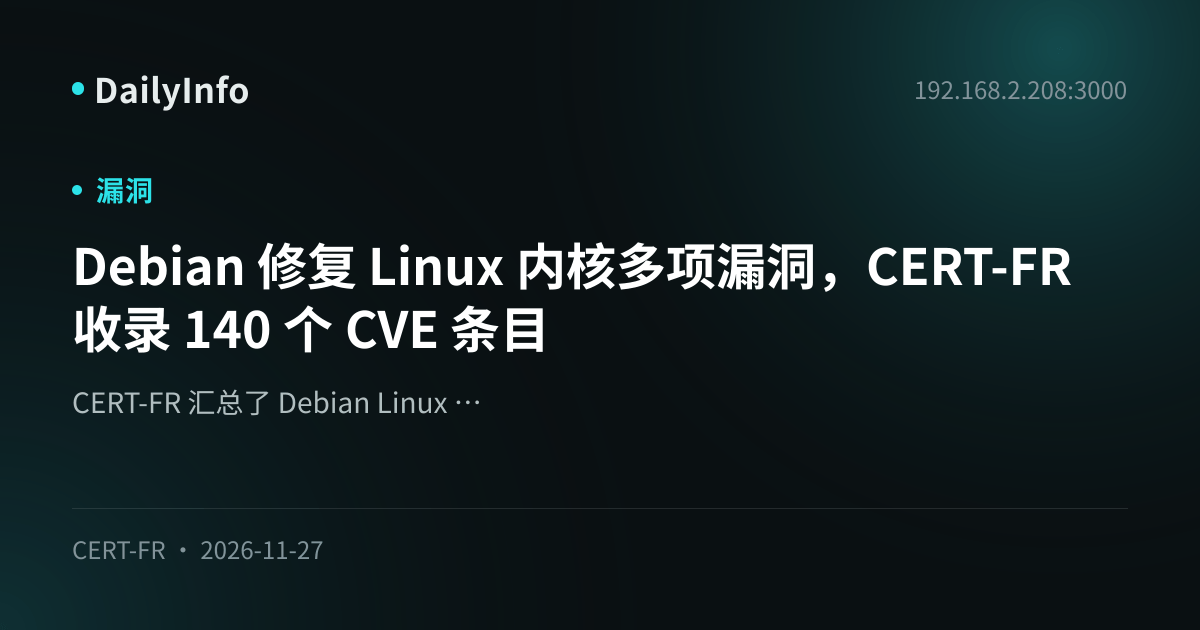 DailyInfo
192.168.2.208:3000
漏洞
Debian 修复 Linux 内核多项漏洞，CERT-FR
收录 140 个 CVE 条目
CERT-FR 汇总了 Debian Linux ⋯
CERT-FR · 2026-11-27